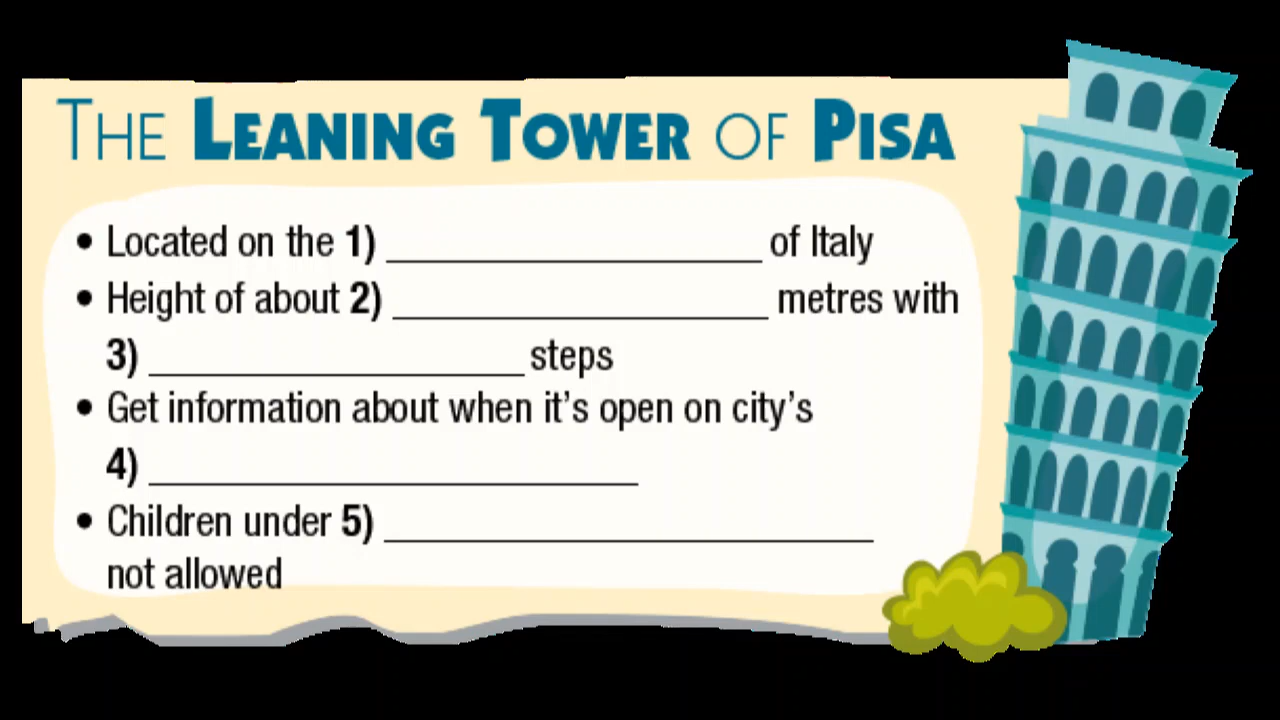 THE LEANING TOWER OF PISA
• Located on the 1) ____________________ of Italy
• Height of about 2) ____________________ metres with
3) ____________________ steps
• Get information about when it's open on city's
4) __________________________
• Children under 5) __________________________
not allowed